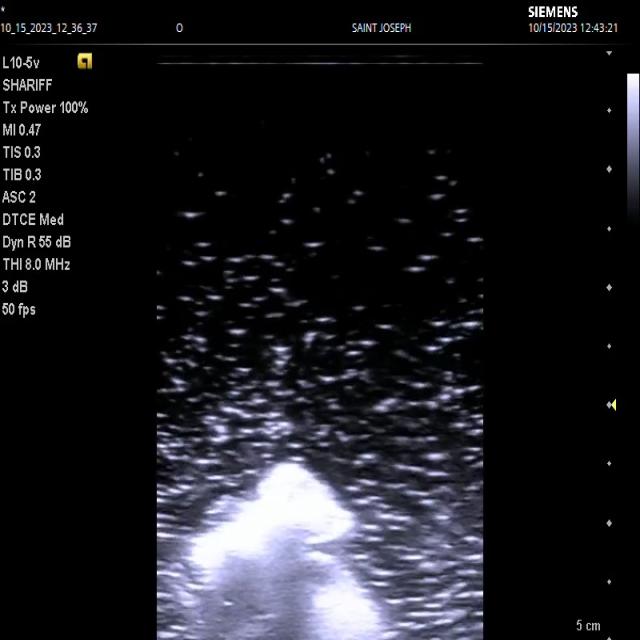 *
SIEMENS
10_15_2023_12_36_37 O SAINT JOSEPH 10/15/2023 12:43:21
L10-5v
SHARIFF
Tx Power 100%
MI 0.47
TIS 0.3
TIB 0.3
ASC 2
DTCE Med
Dyn R 55 dB
THI 8.0 MHz
3 dB
50 fps
5 cm